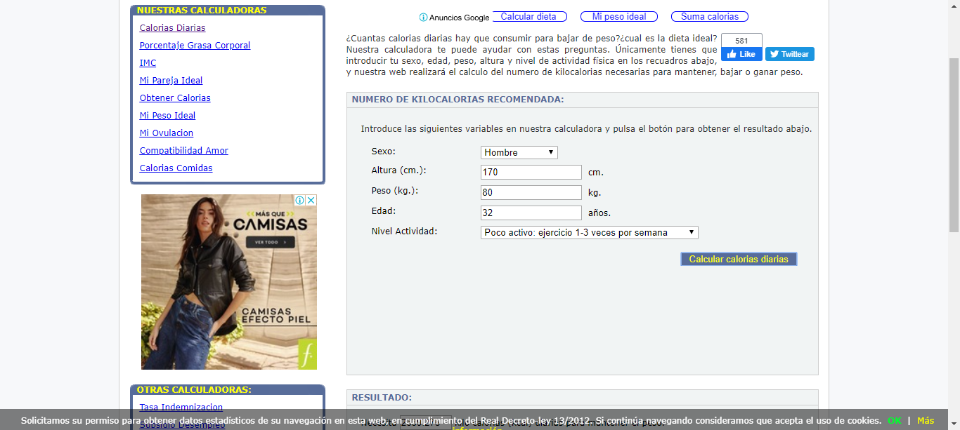 NUESTRAS CALCULADORAS
Calorias Diarias
Porcentaje Grasa Corporal
IMC
Mi Pareja Ideal
Obtener Calorias
Mi Peso Ideal
Mi Ovulacion
Compatibilidad Amor
Calorias Comidas
MÁS QUE
CAMISAS
VER TODO
CAMISAS
EFECTO PIEL
f.
OTRAS CALCULADORAS:
Tasa Indemnizacion
Subsidio Desempleo
Anuncios Google
Calcular dieta
Mi peso ideal
Suma calorias
¿Cuantas calorias diarias hay que consumir para bajar de peso?¿cual es la dieta ideal?
Nuestra calculadora te puede ayudar con estas preguntas. Únicamente tienes que
introducir tu sexo, edad, peso, altura y nivel de actividad física en los recuadros abajo,
y nuestra web realizará el calculo del numero de kilocalorias necesarias para mantener, bajar o ganar peso.
581
Like
Twittear
NUMERO DE KILOCALORIAS RECOMENDADA:
Introduce las siguientes variables en nuestra calculadora y pulsa el botón para obtener el resultado abajo.
Sexo: Hombre
Altura (cm.): 170 cm.
Peso (kg.): 80 kg.
Edad: 32 años.
Nivel Actividad: Poco activo: ejercicio 1-3 veces por semana
Calcular calorias diarias
RESULTADO:
Solicitamos su permiso para obtener datos estadísticos de su navegación en esta web, en cumplimiento del Real Decreto-ley 13/2012. Si continúa navegando consideramos que acepta el uso de cookies. OK | Más
información